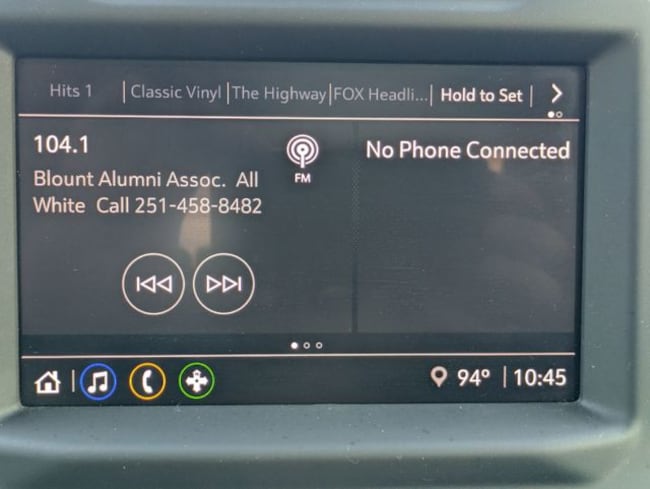 Hits 1 | Classic Vinyl | The Highway | FOX Headli... | Hold to Set |
104.1
Blount Alumni Assoc. All
White Call 251-458-8482
FM
No Phone Connected
94° | 10:45